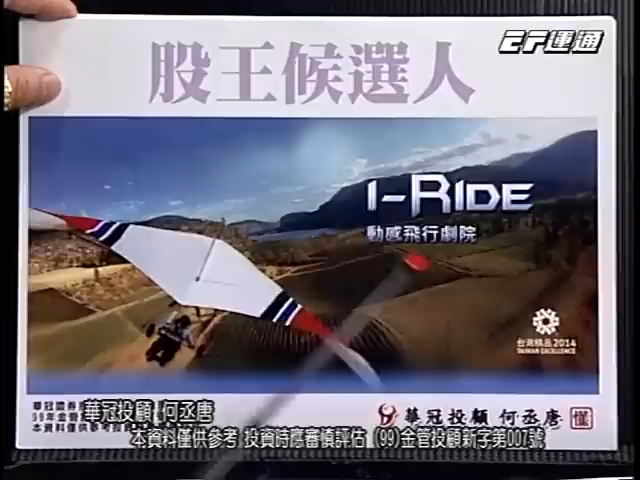 EF運通
股王候選人
I-RIDE
動感飛行劇院
台灣精品2014
TAIWAN EXCELLENCE
華冠投顧 何丞唐 懂
華冠投顧 何丞唐
本資料僅供參考 投資時應審慎評估 (99)金管投顧新字第007號